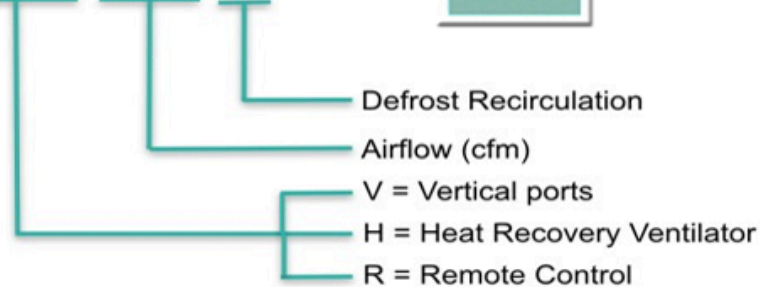 Defrost Recirculation
Airflow (cfm)
V = Vertical ports
H = Heat Recovery Ventilator
R = Remote Control